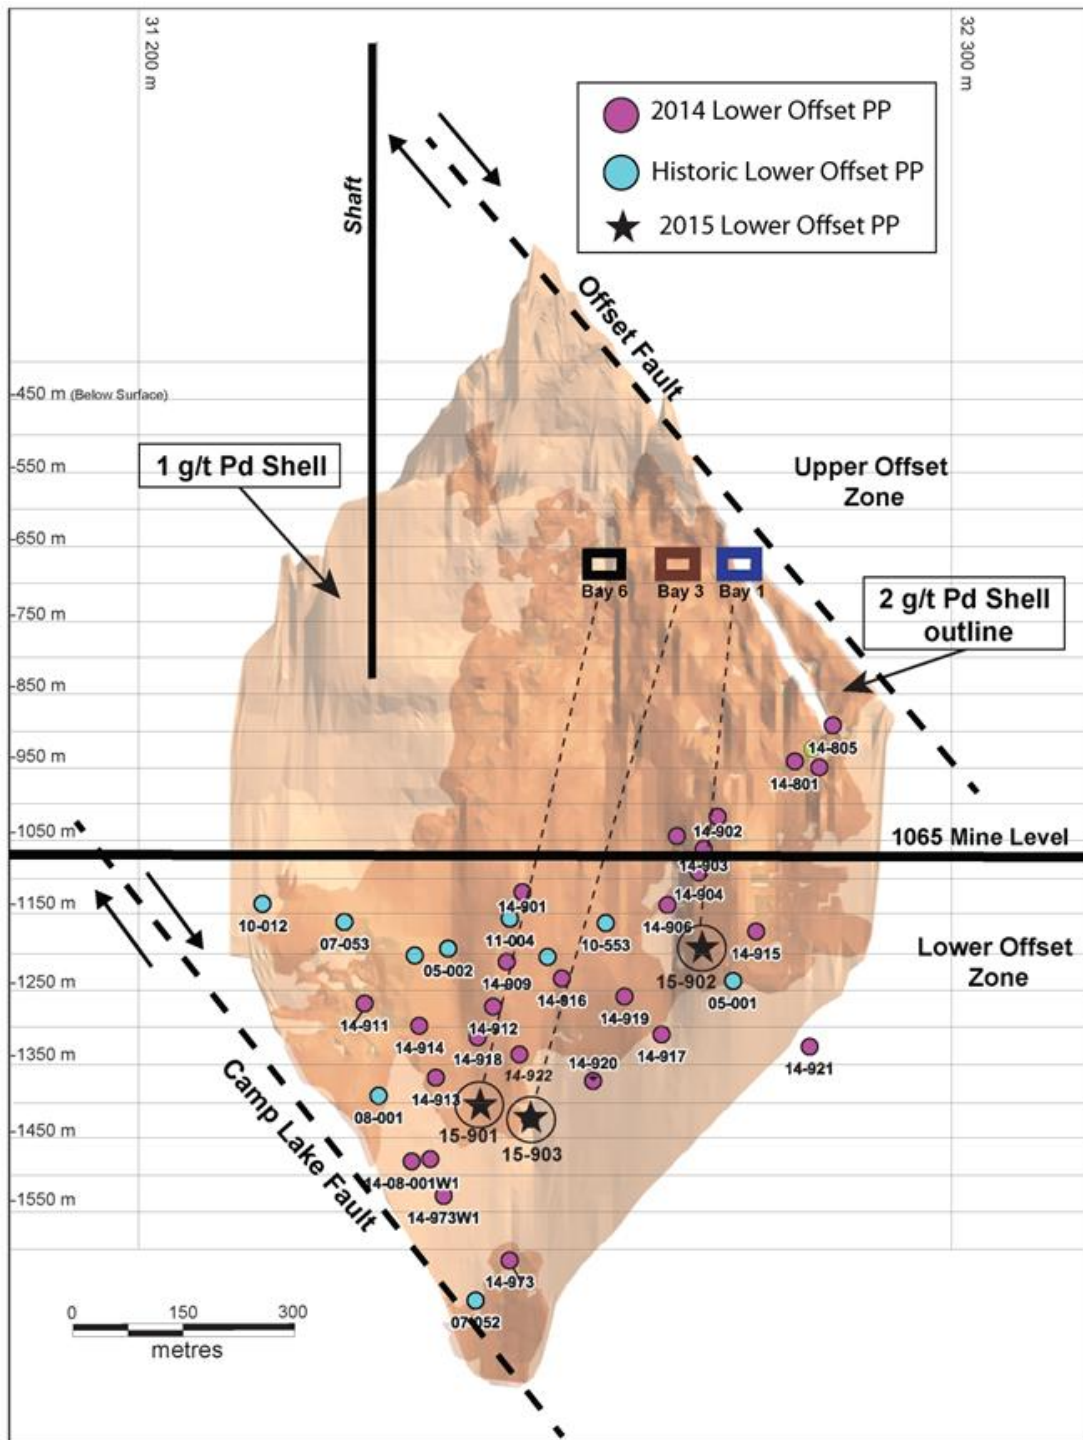 31 200 m
32 300 m
2014 Lower Offset PP
Historic Lower Offset PP
2015 Lower Offset PP
Shaft
Offset Fault
-450 m (Below Surface)
1 g/t Pd Shell
-550 m
Upper Offset
Zone
-650 m
Bay 6
Bay 3
Bay 1
-750 m
2 g/t Pd Shell
outline
-850 m
14-805
-950 m
14-801
-1050 m
14-902
1065 Mine Level
14-903
14-904
-1150 m
14-901
10-012
07-053
11-004
10-553
14-906
14-915
Lower Offset
Zone
05-002
14-909
15-902
-1250 m
14-916
05-001
14-911
14-912
14-919
14-914
14-918
14-917
-1350 m
14-922
14-920
14-921
14-913
08-001
Camp Lake Fault
-1450 m
15-901
15-903
14-08-001W1
-1550 m
14-973W1
14-973
07-052
0
150
300
metres